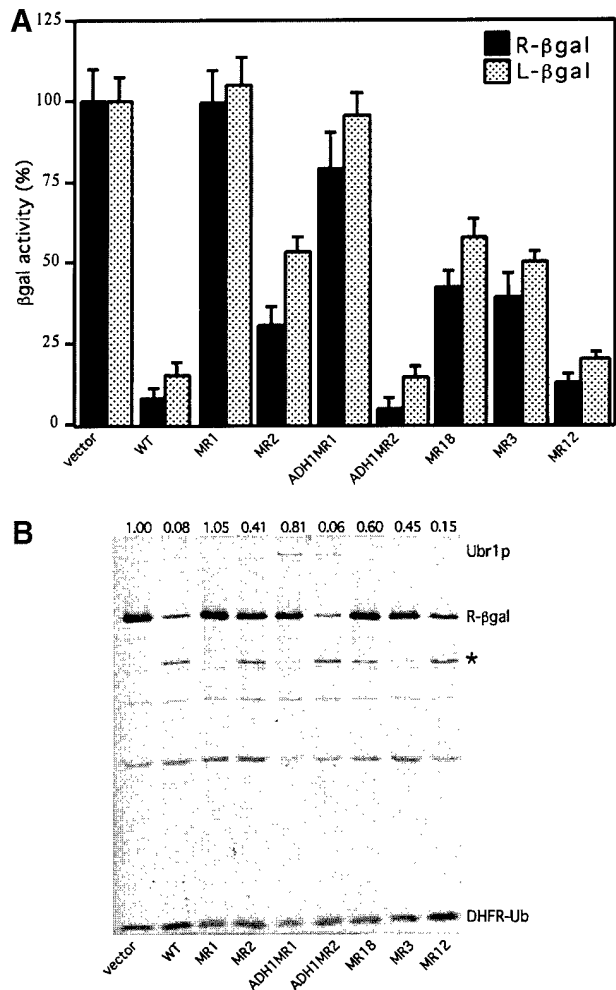 A
125
100
75
50
25
0
βgal activity (%)
R-βgal
L-βgal
vector
WT
MR1
MR2
ADH1MR1
ADH1MR2
MR18
MR3
MR12
B
1.00 0.08 1.05 0.41 0.81 0.06 0.60 0.45 0.15
Ubr1p
R-βgal
*
DHFR-Ub
vector
WT
MR1
MR2
ADH1MR1
ADH1MR2
MR18
MR3
MR12